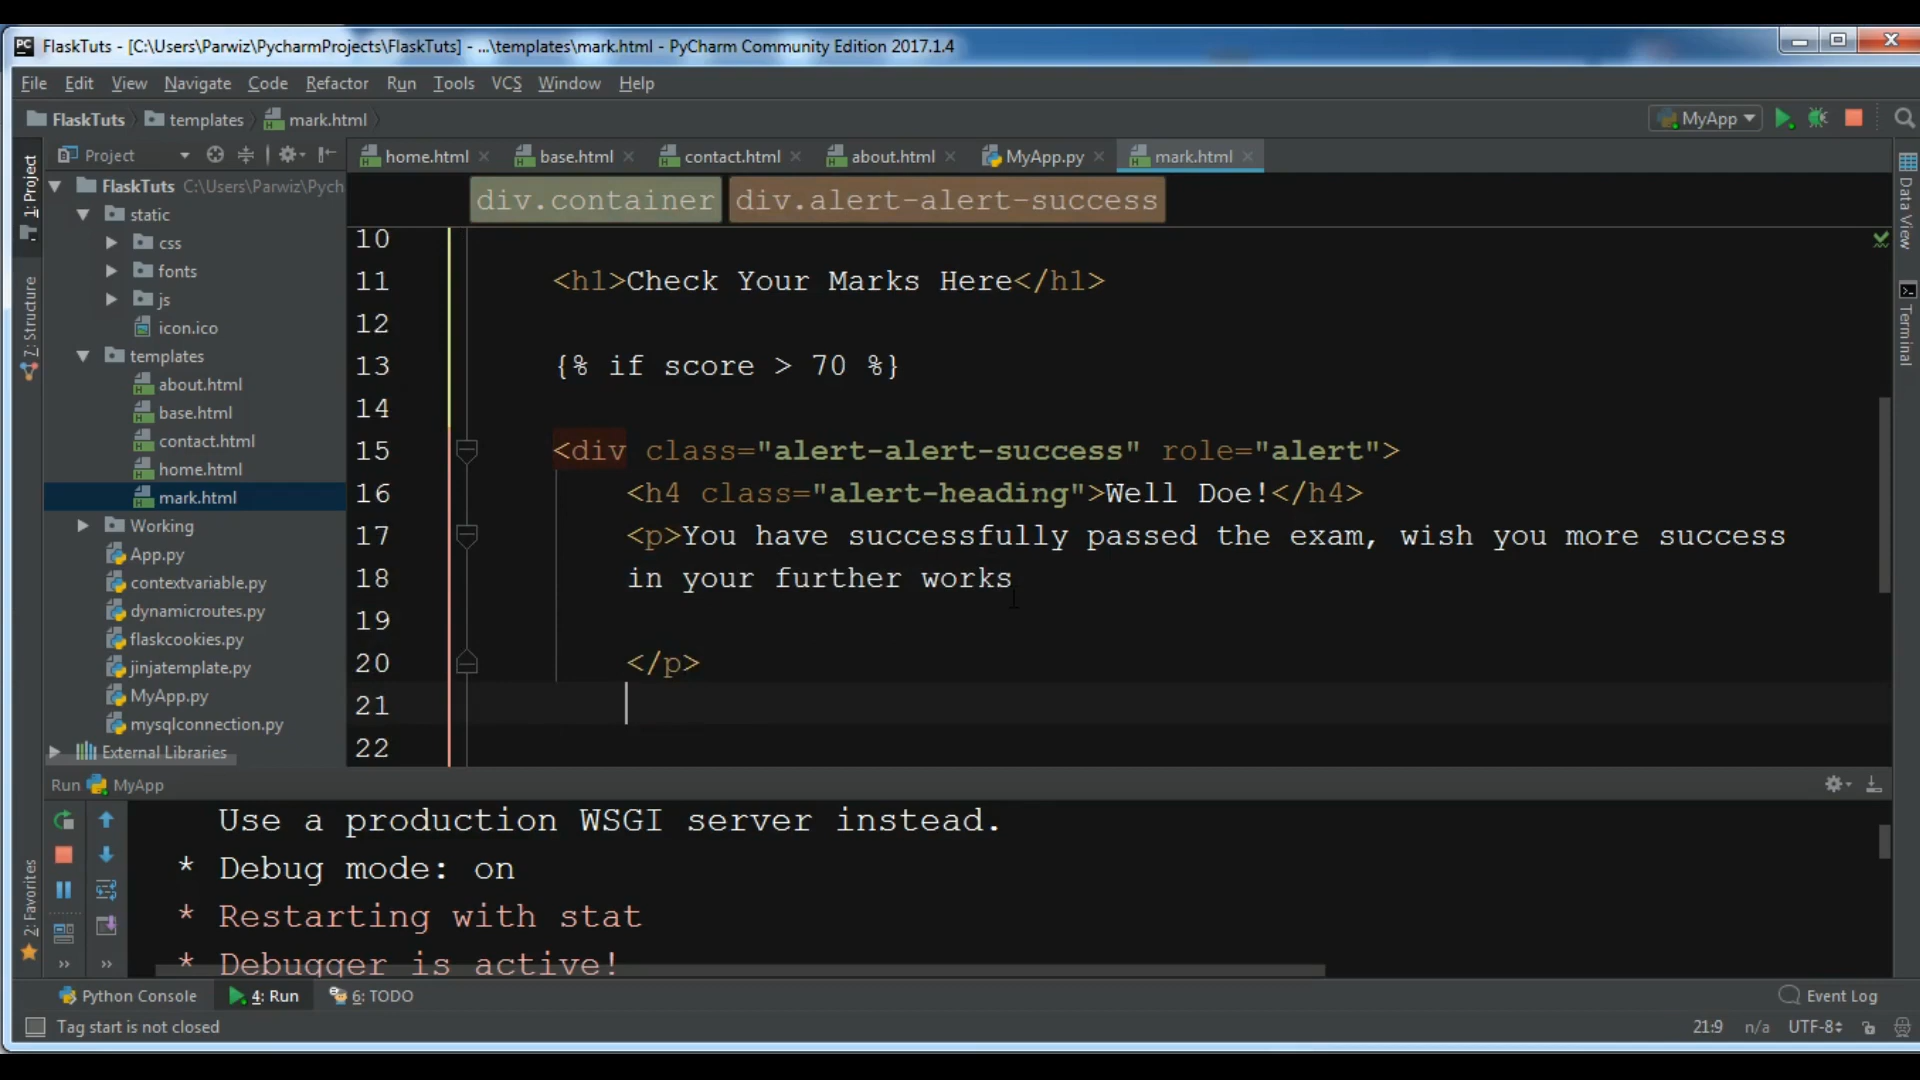 FlaskTuts - [C:\Users\Parwiz\PycharmProjects\FlaskTuts] - ...\templates\mark.html - PyCharm Community Edition 2017.1.4
File Edit View Navigate Code Refactor Run Tools VCS Window Help
FlaskTuts templates mark.html MyApp
Project home.html base.html contact.html about.html MyApp.py mark.html
1: Project
7: Structure
2: Favorites
FlaskTuts C:\Users\Parwiz\Pych
static
css
fonts
js
icon.ico
templates
about.html
base.html
contact.html
home.html
mark.html
Working
App.py
contextvariable.py
dynamicroutes.py
flaskcookies.py
jinjatemplate.py
MyApp.py
mysqlconnection.py
External Libraries
div.container div.alert-alert-success
10
11 <h1>Check Your Marks Here</h1>
12
13 {% if score > 70 %}
14
15 <div class="alert-alert-success" role="alert">
16 <h4 class="alert-heading">Well Doe!</h4>
17 <p>You have successfully passed the exam, wish you more success
18 in your further works
19
20 </p>
21
22
Data View
Terminal
Run MyApp
Use a production WSGI server instead.
* Debug mode: on
* Restarting with stat
* Debugger is active!
Python Console 4: Run 6: TODO Event Log
Tag start is not closed 21:9 n/a UTF-8